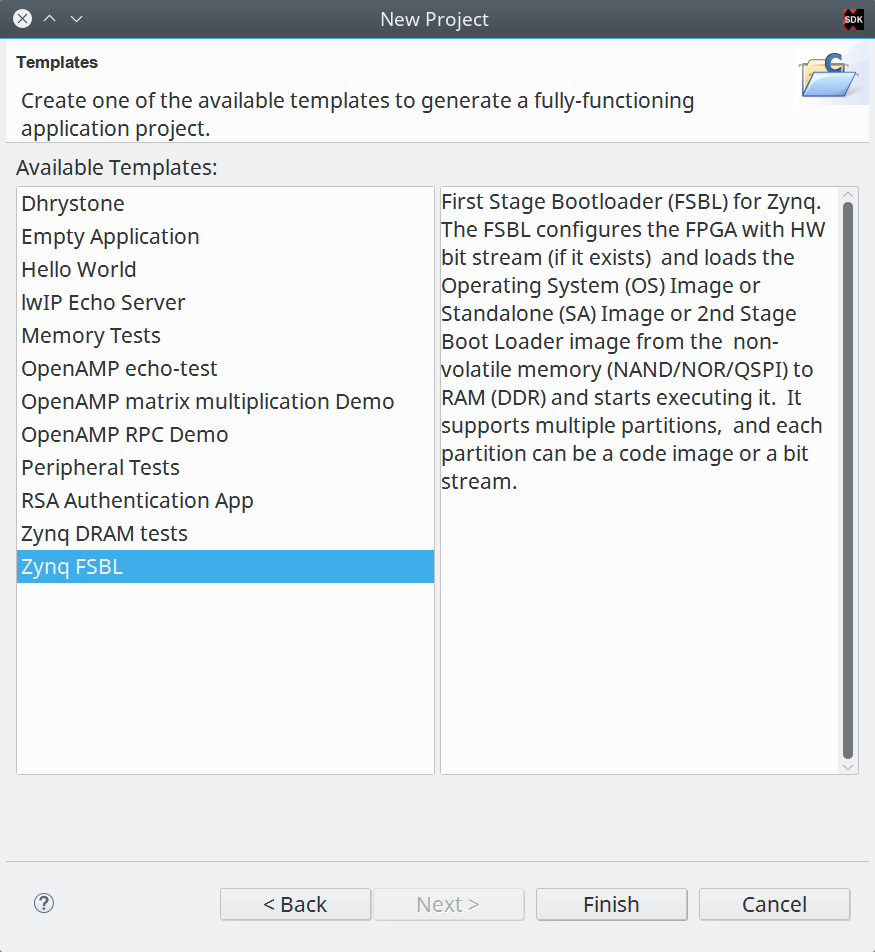 New Project
SDK
Templates
Create one of the available templates to generate a fully-functioning
application project.
Available Templates:
Dhrystone
Empty Application
Hello World
lwIP Echo Server
Memory Tests
OpenAMP echo-test
OpenAMP matrix multiplication Demo
OpenAMP RPC Demo
Peripheral Tests
RSA Authentication App
Zynq DRAM tests
Zynq FSBL
First Stage Bootloader (FSBL) for Zynq.
The FSBL configures the FPGA with HW
bit stream (if it exists)  and loads the
Operating System (OS) Image or
Standalone (SA) Image or 2nd Stage
Boot Loader image from the  non-
volatile memory (NAND/NOR/QSPI) to
RAM (DDR) and starts executing it.  It
supports multiple partitions,  and each
partition can be a code image or a bit
stream.
?
< Back
Next >
Finish
Cancel